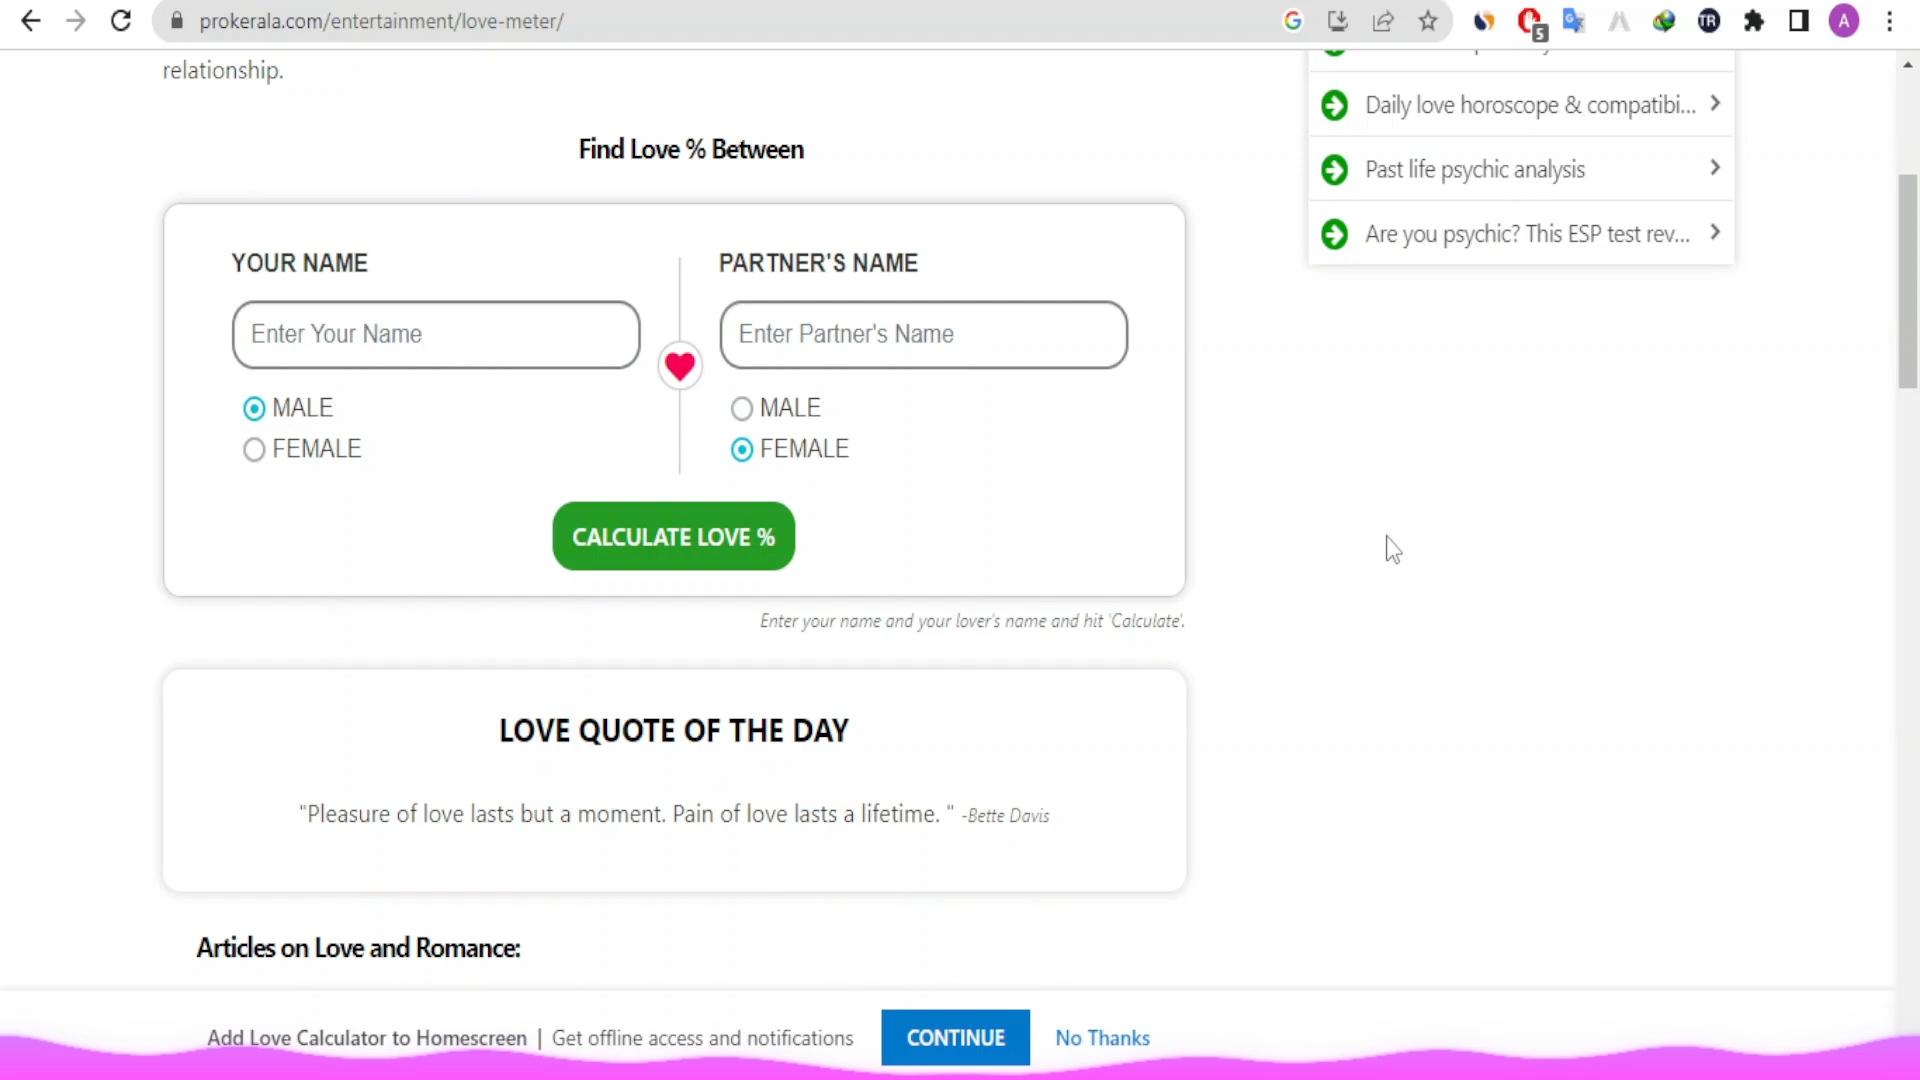 prokerala.com/entertainment/love-meter/
5
TR
A
relationship.
Daily love horoscope & compatibi...
Past life psychic analysis
Are you psychic? This ESP test rev...
Find Love % Between
YOUR NAME
PARTNER'S NAME
Enter Your Name
Enter Partner's Name
MALE
FEMALE
MALE
FEMALE
CALCULATE LOVE %
Enter your name and your lover's name and hit 'Calculate'.
LOVE QUOTE OF THE DAY
"Pleasure of love lasts but a moment. Pain of love lasts a lifetime. " -Bette Davis
Articles on Love and Romance:
Add Love Calculator to Homescreen | Get offline access and notifications
CONTINUE
No Thanks